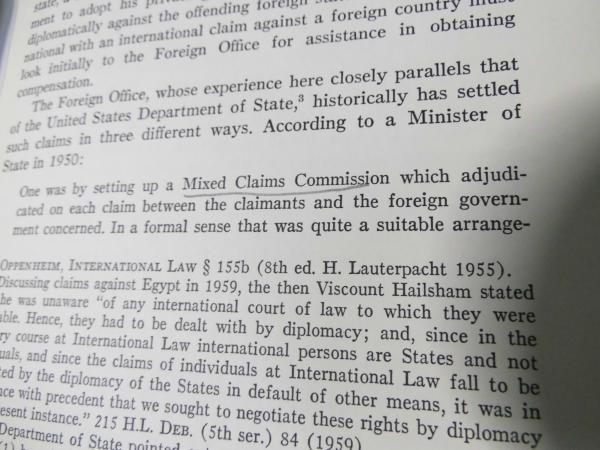 state, a
ment to adopt his priv
diplomatically against the offending foreign st
national with an international claim against a foreign country must
look initially to the Foreign Office for assistance in obtaining
compensation.
The Foreign Office, whose experience here closely parallels that
of the United States Department of State,³ historically has settled
such claims in three different ways. According to a Minister of
State in 1950:
One was by setting up a Mixed Claims Commission which adjudi-
cated on each claim between the claimants and the foreign govern-
ment concerned. In a formal sense that was quite a suitable arrange-
OPPENHEIM, INTERNATIONAL LAW § 155b (8th ed. H. Lauterpacht 1955).
Discussing claims against Egypt in 1959, the then Viscount Hailsham stated
he was unaware "of any international court of law to which they were
able. Hence, they had to be dealt with by diplomacy; and, since in the
ry course at International Law international persons are States and not
uals, and since the claims of individuals at International Law fall to be
ted by the diplomacy of the States in default of other means, it was in
nce with precedent that we sought to negotiate these rights by diplomacy
esent instance." 215 H.L. DEB. (5th ser.) 84 (1959)
Department of State pointed